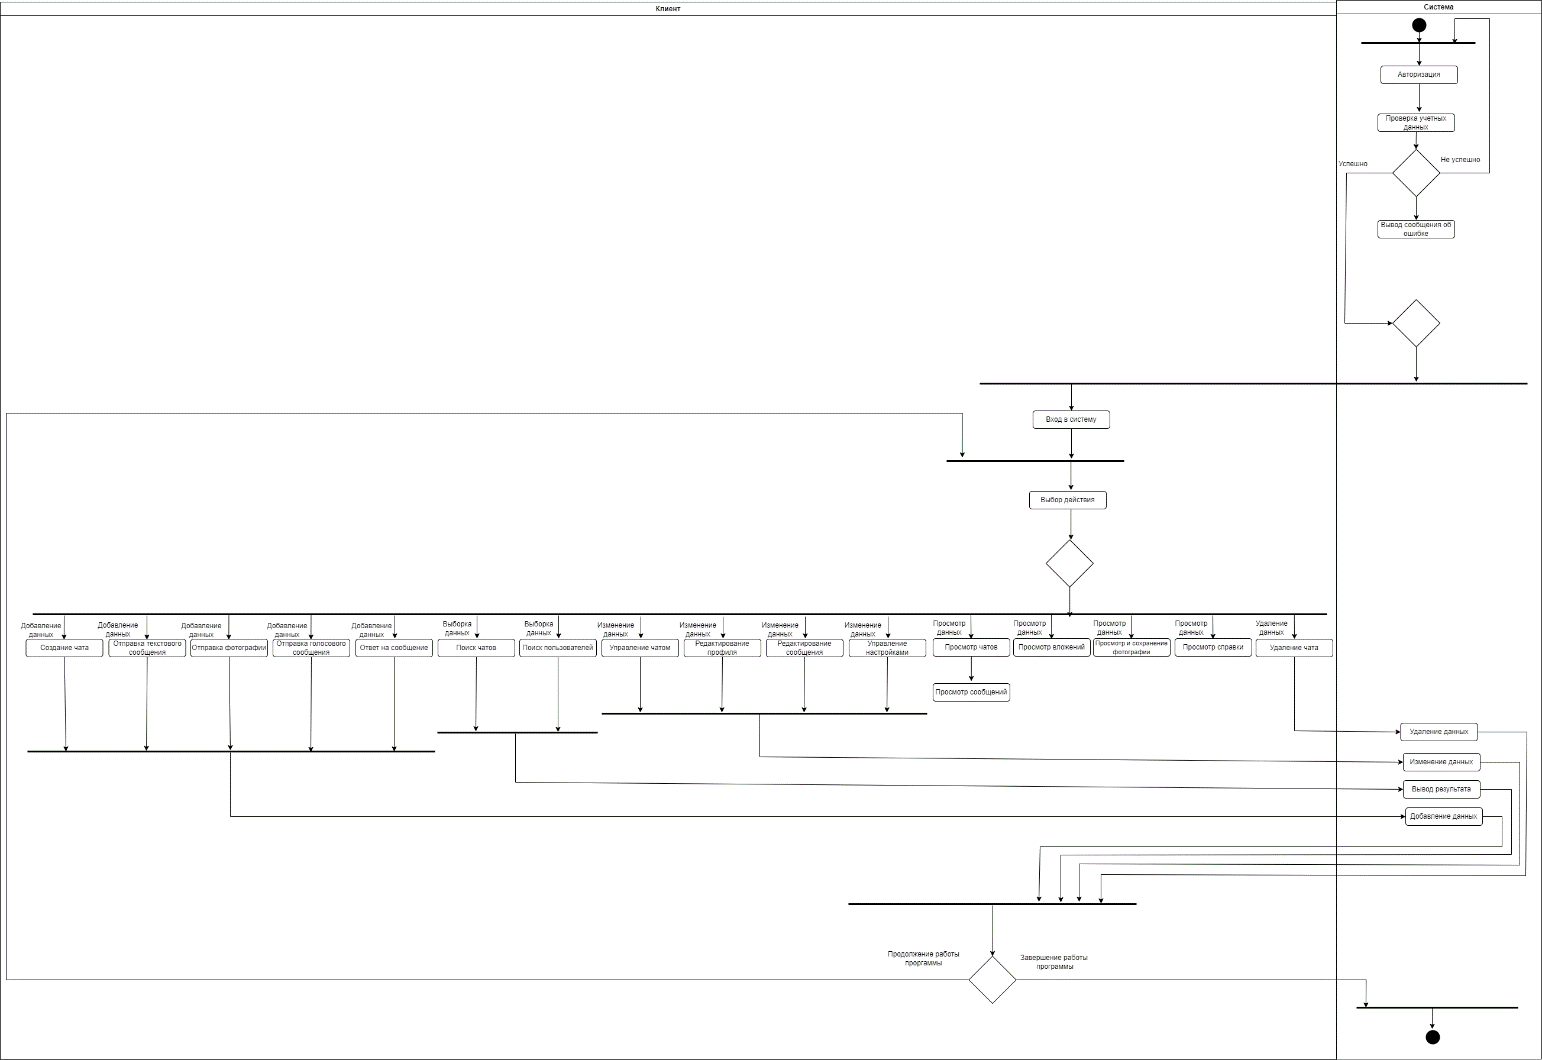 Клиент
Система
Авторизация
Проверка учетных
данных
Успешно
Не успешно
Вывод сообщения об
ошибке
Вход в систему
Выбор действия
Добавление
данных
Добавление
данных
Добавление
данных
Добавление
данных
Добавление
данных
Выборка
данных
Выборка
данных
Изменение
данных
Изменение
данных
Изменение
данных
Изменение
данных
Просмотр
данных
Просмотр
данных
Просмотр
данных
Просмотр
данных
Удаление
данных
Создание чата
Отправка текстового
сообщения
Отправка фотографии
Отправка голосового
сообщения
Ответ на сообщение
Поиск чатов
Поиск пользователей
Управление чатом
Редактирование
профиля
Редактирование
сообщения
Управление
настройками
Просмотр чатов
Просмотр вложений
Просмотр и сохранение
фотографии
Просмотр справки
Удаление чата
Просмотр сообщений
Удаление данных
Изменение данных
Вывод результата
Добавление данных
Продолжение работы
проргаммы
Завершение работы
программы